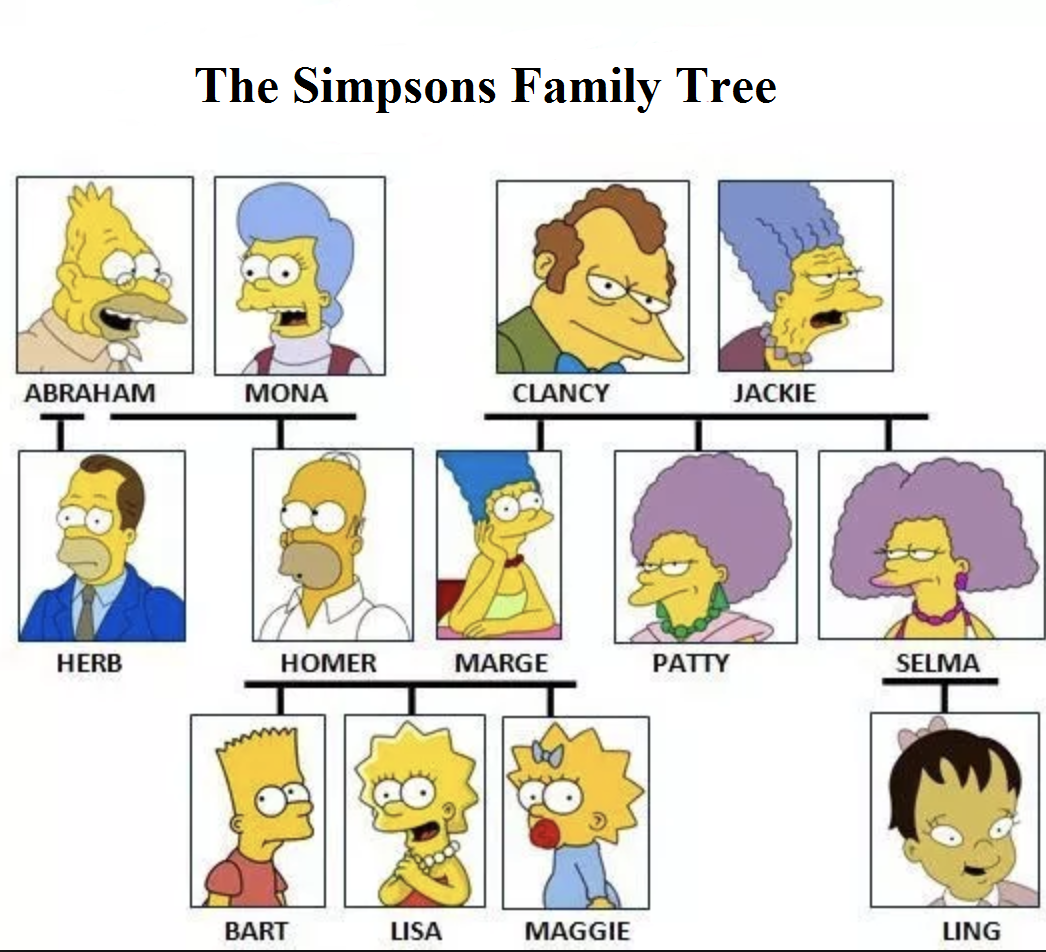 The Simpsons Family Tree
ABRAHAM MONA CLANCY JACKIE
HERB HOMER MARGE PATTY SELMA
BART LISA MAGGIE LING